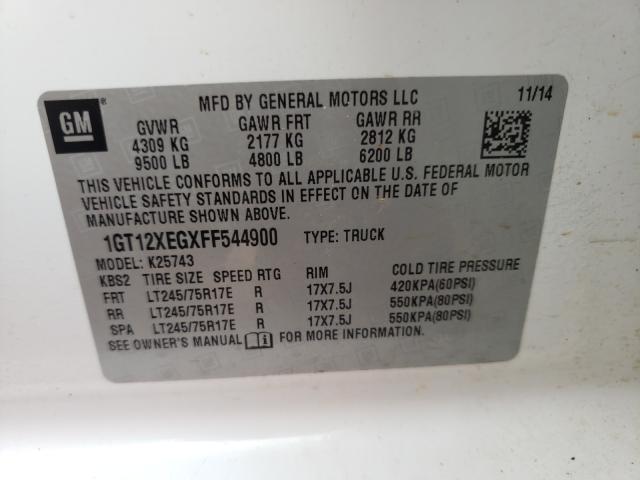 GM
MFD BY GENERAL MOTORS LLC 11/14
GVWR GAWR FRT GAWR RR
4309 KG 2177 KG 2812 KG
9500 LB 4800 LB 6200 LB
THIS VEHICLE CONFORMS TO ALL APPLICABLE U.S. FEDERAL MOTOR
VEHICLE SAFETY STANDARDS IN EFFECT ON THE DATE OF
MANUFACTURE SHOWN ABOVE.
1GT12XEGXFF544900 TYPE: TRUCK
MODEL: K25743
KBS2 TIRE SIZE SPEED RTG RIM COLD TIRE PRESSURE
FRT LT245/75R17E R 17X7.5J 420KPA(60PSI)
RR LT245/75R17E R 17X7.5J 550KPA(80PSI)
SPA LT245/75R17E R 17X7.5J 550KPA(80PSI)
SEE OWNER'S MANUAL FOR MORE INFORMATION.